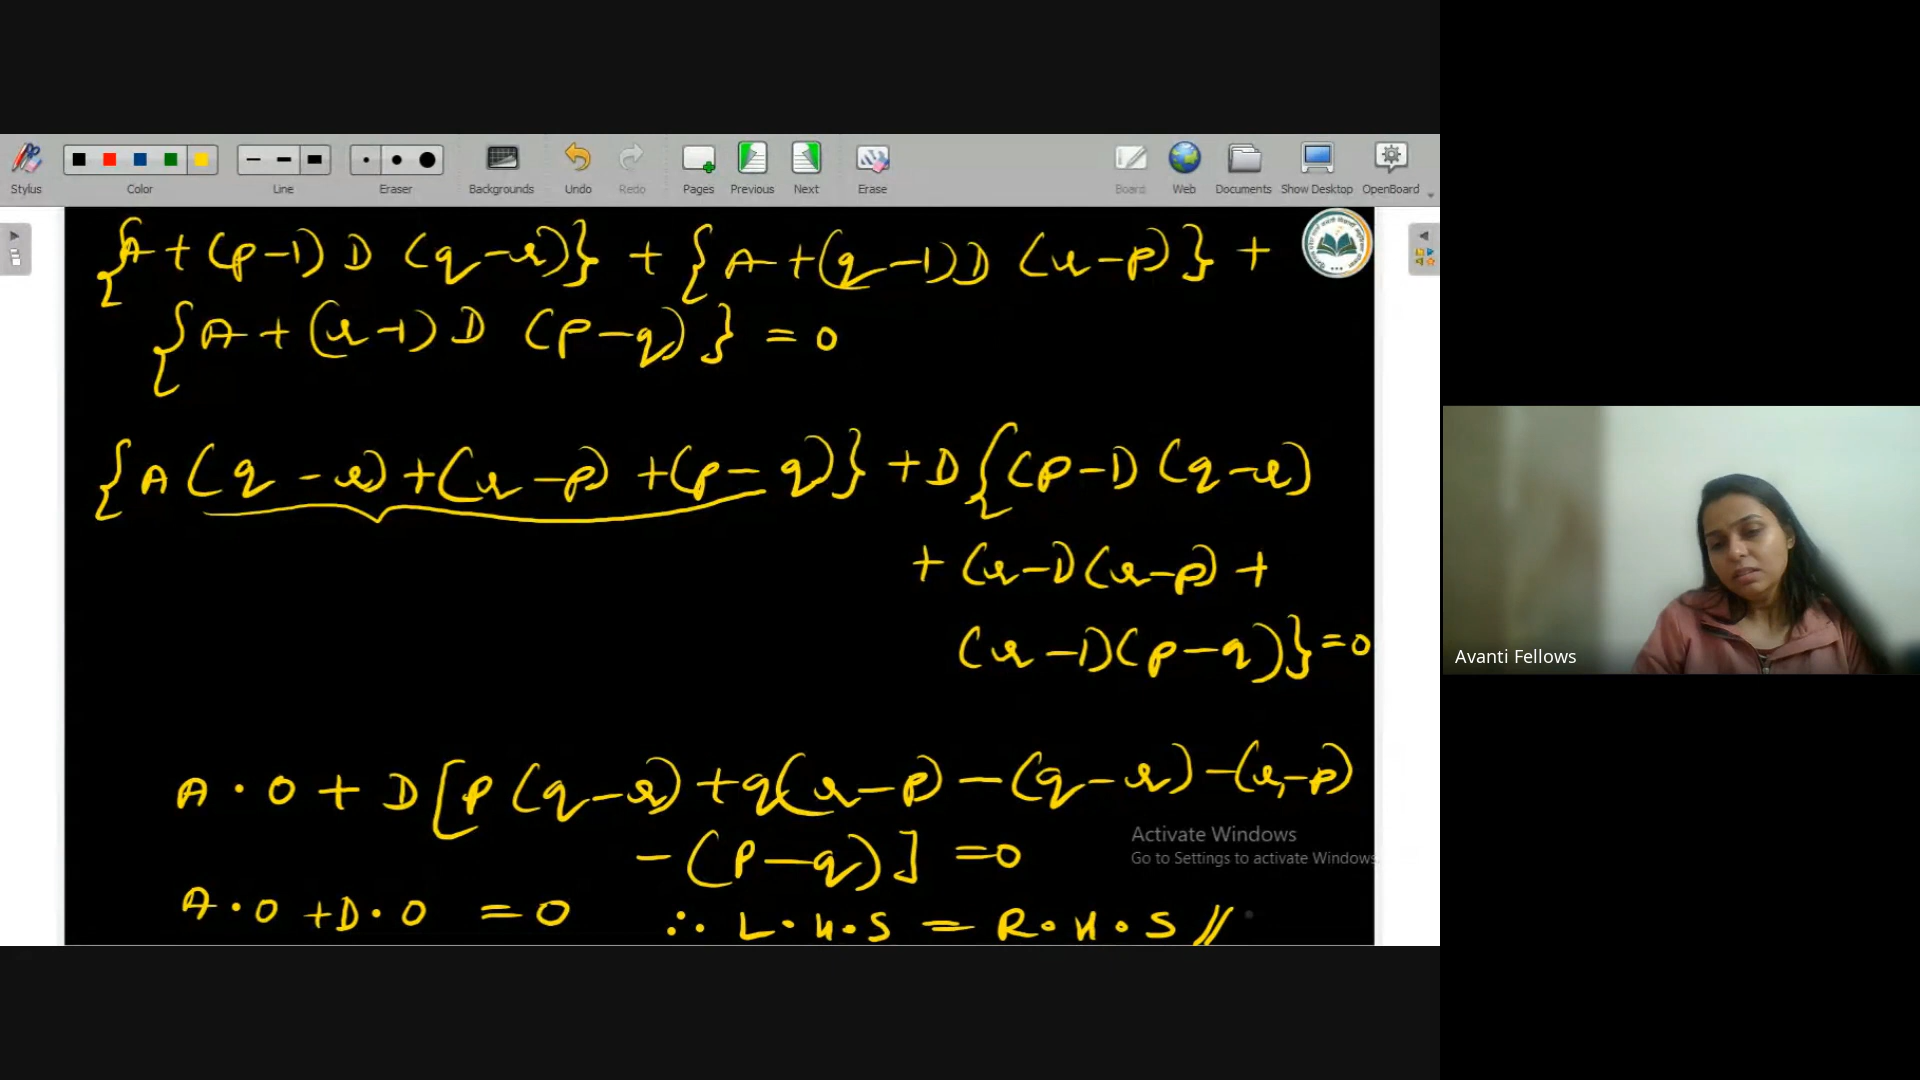 Stylus Color Line Eraser Backgrounds Undo Redo Pages Previous Next Erase Board Web Documents Show Desktop OpenBoard
{A+(p-1) D (q-r)} + {A+(q-1)D (r-p)} +
{A+(r-1) D (p-q)} = 0
{A(q-r)+(r-p)+(p-q)} +D{(p-1)(q-r)
+ (r-1)(r-p) +
(r-1)(p-q)}=0
A·0 + D[p(q-r)+q(r-p)-(q-r)-(r-p)
-(p-q)] =0
A·0 +D·0 =0 ∴ L.H.S = R.H.S //
Activate Windows
Go to Settings to activate Windows
Avanti Fellows